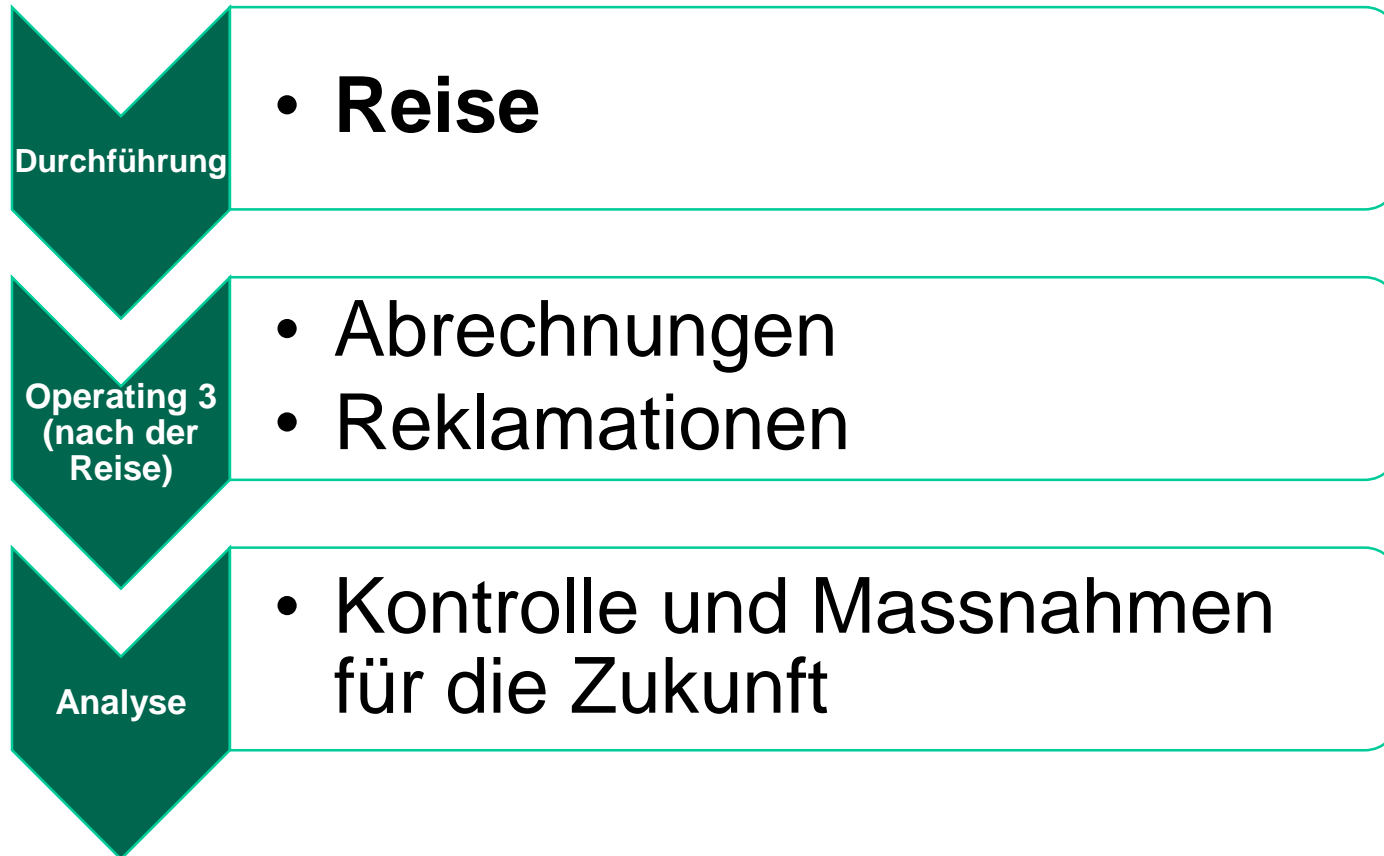 Durchführung
• Reise
Operating 3
(nach der
Reise)
• Abrechnungen
• Reklamationen
Analyse
• Kontrolle und Massnahmen
für die Zukunft